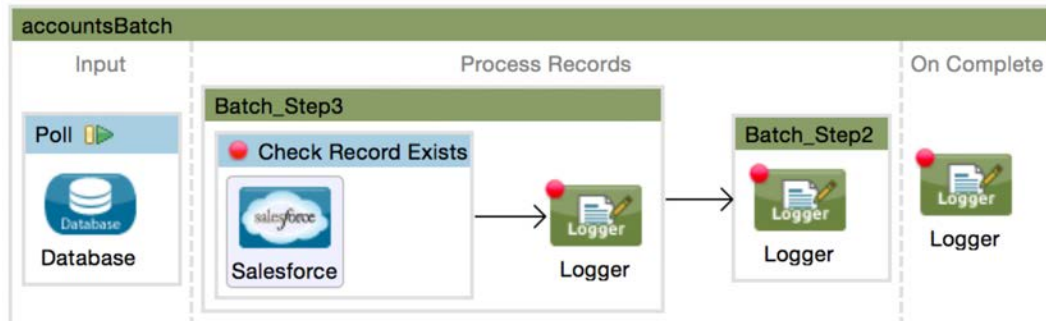 accountsBatch
Input
Process Records
On Complete
Batch_Step3
Poll
Check Record Exists
Batch_Step2
Database
salesforce
Logger
Logger
Logger
Database
Salesforce
Logger
Logger
Logger